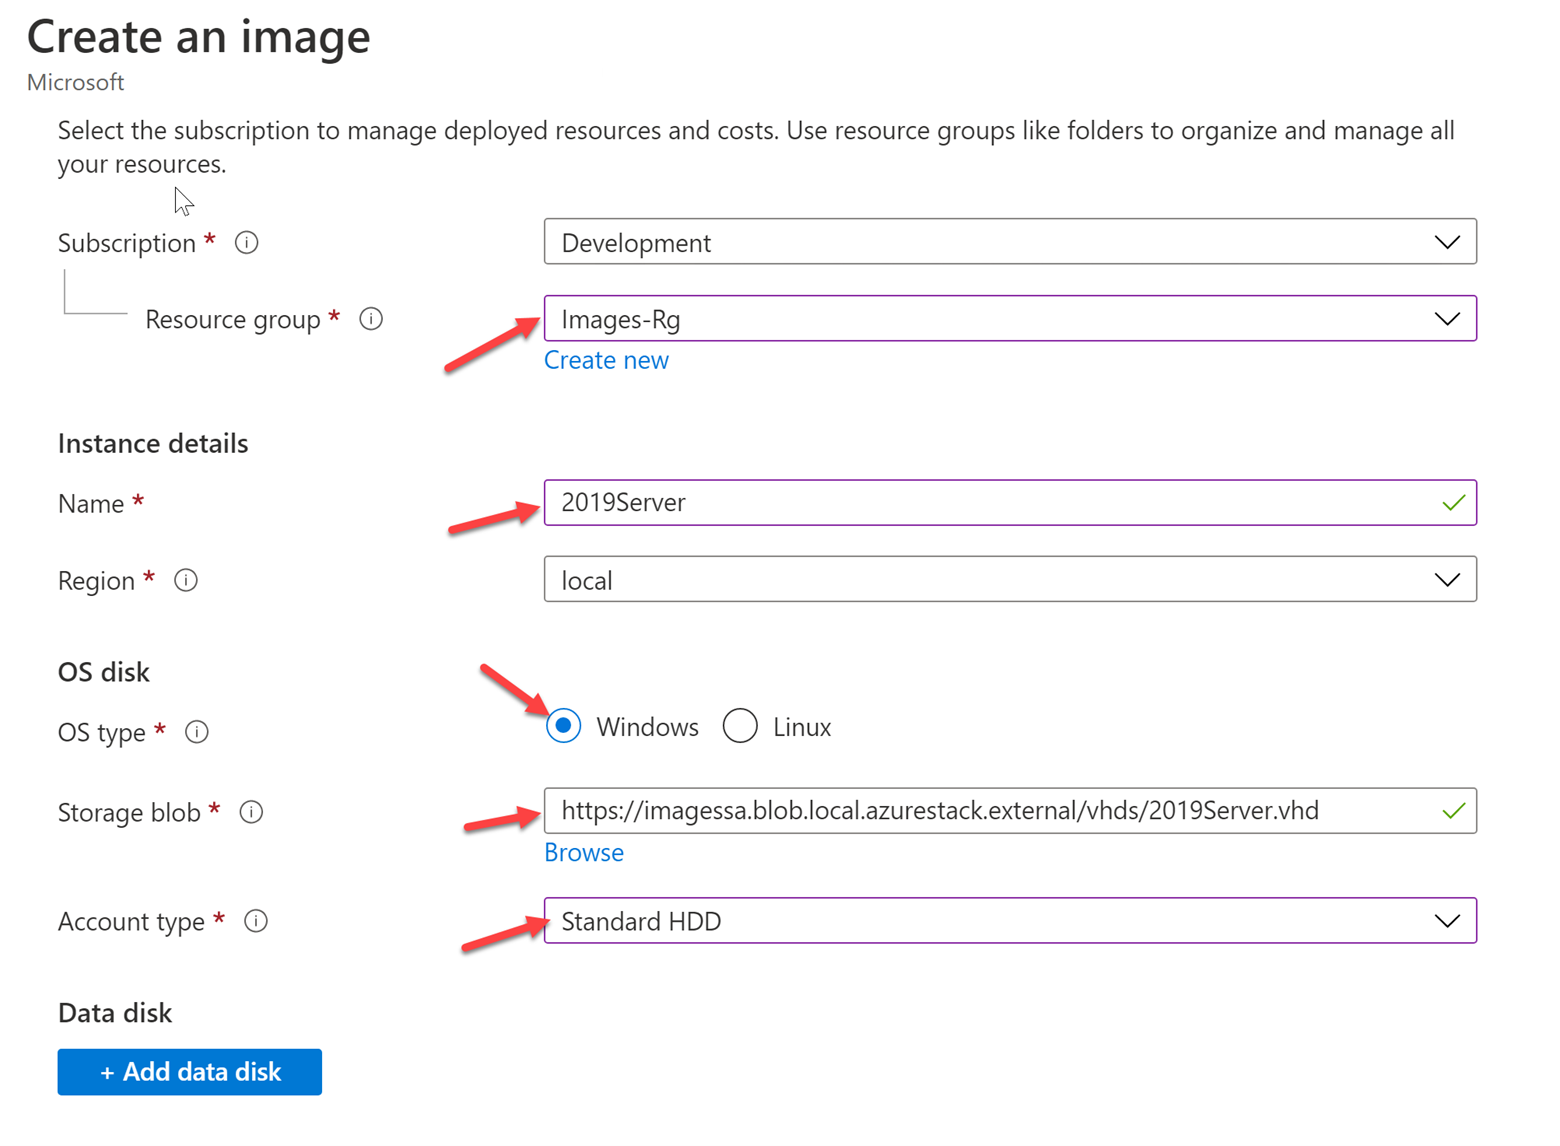 Create an image
Microsoft
Select the subscription to manage deployed resources and costs. Use resource groups like folders to organize and manage all
your resources.
Subscription * Development
Resource group * Images-Rg
Create new
Instance details
Name * 2019Server
Region * local
OS disk
OS type * Windows Linux
Storage blob * https://imagessa.blob.local.azurestack.external/vhds/2019Server.vhd
Browse
Account type * Standard HDD
Data disk
+ Add data disk